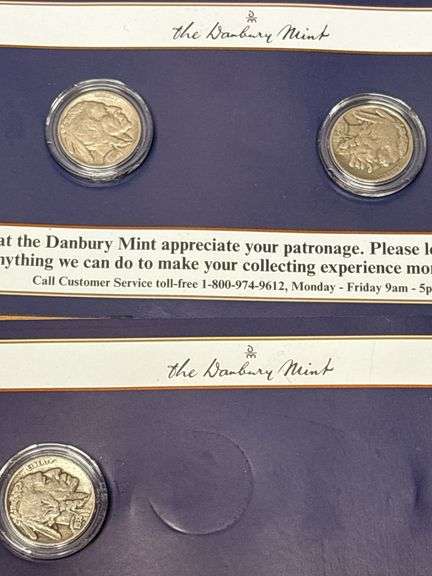 the Danbury Mint
at the Danbury Mint appreciate your patronage. Please le
nything we can do to make your collecting experience mor
Call Customer Service toll-free 1-800-974-9612, Monday - Friday 9am - 5p
the Danbury Mint
LIBERTY